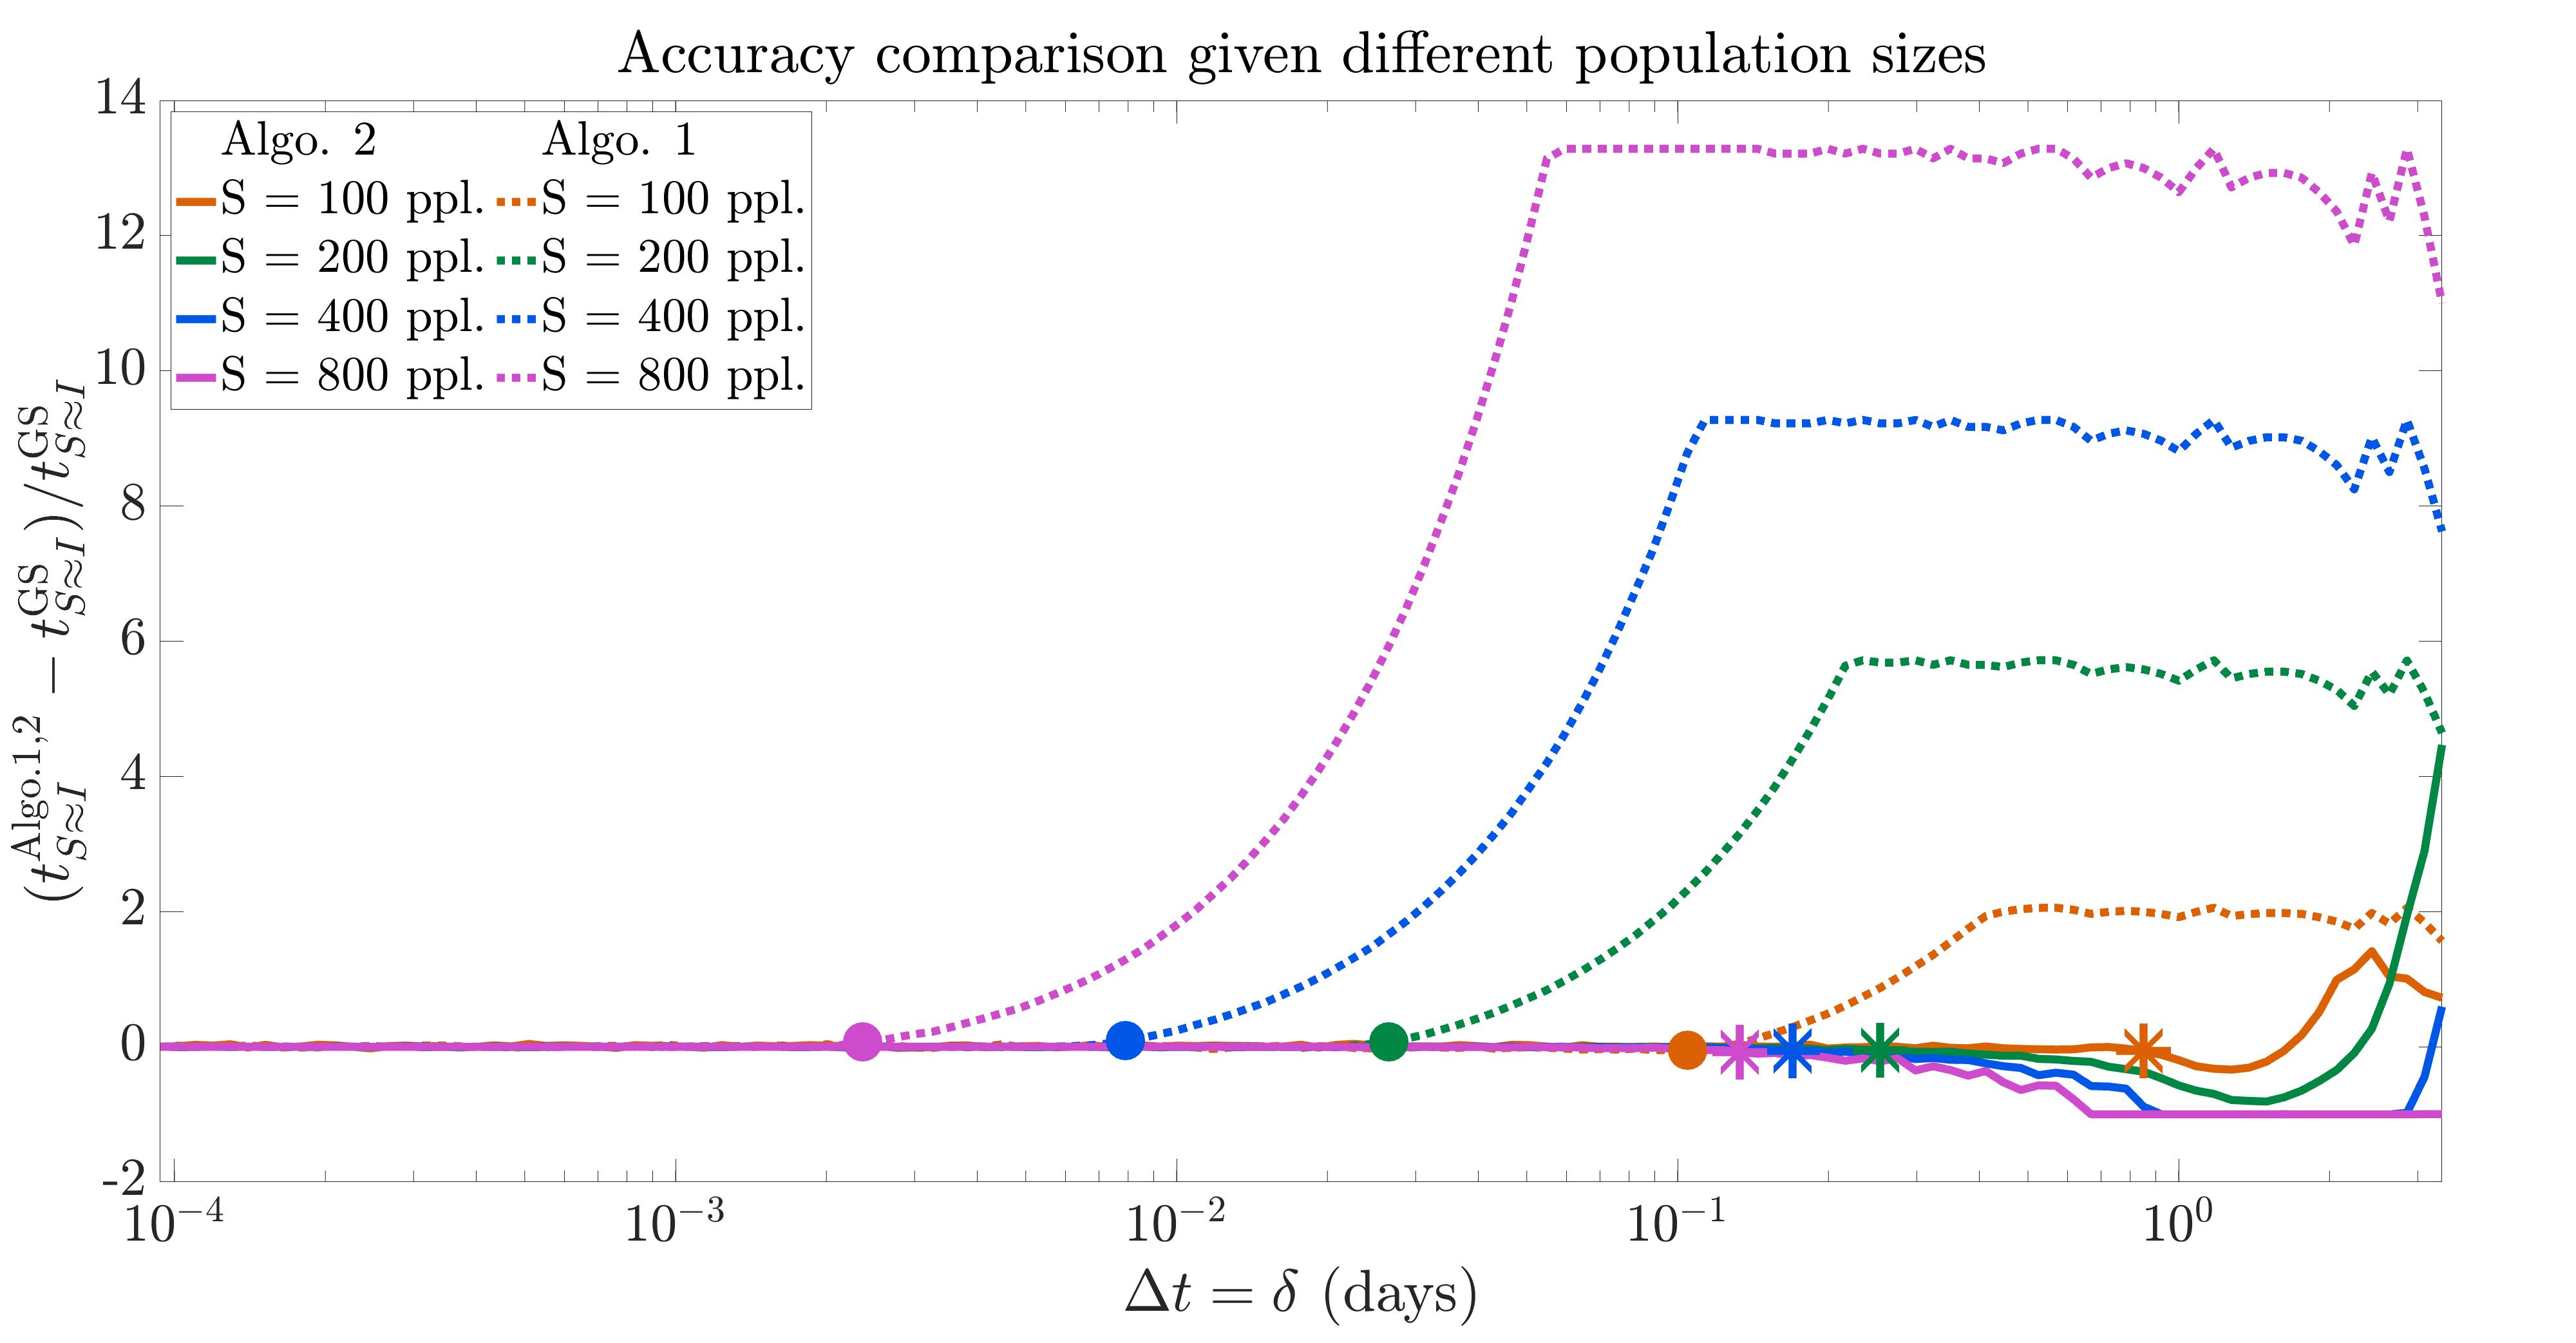 Accuracy comparison given different population sizes
14
12
10
8
6
4
2
0
-2
Algo. 2 Algo. 1
S = 100 ppl. S = 100 ppl.
S = 200 ppl. S = 200 ppl.
S = 400 ppl. S = 400 ppl.
S = 800 ppl. S = 800 ppl.
(t^{Algo.1,2}_{S≈I} − t^{GS}_{S≈I})/t^{GS}_{S≈I}
10⁻⁴ 10⁻³ 10⁻² 10⁻¹ 10⁰
Δt = δ (days)